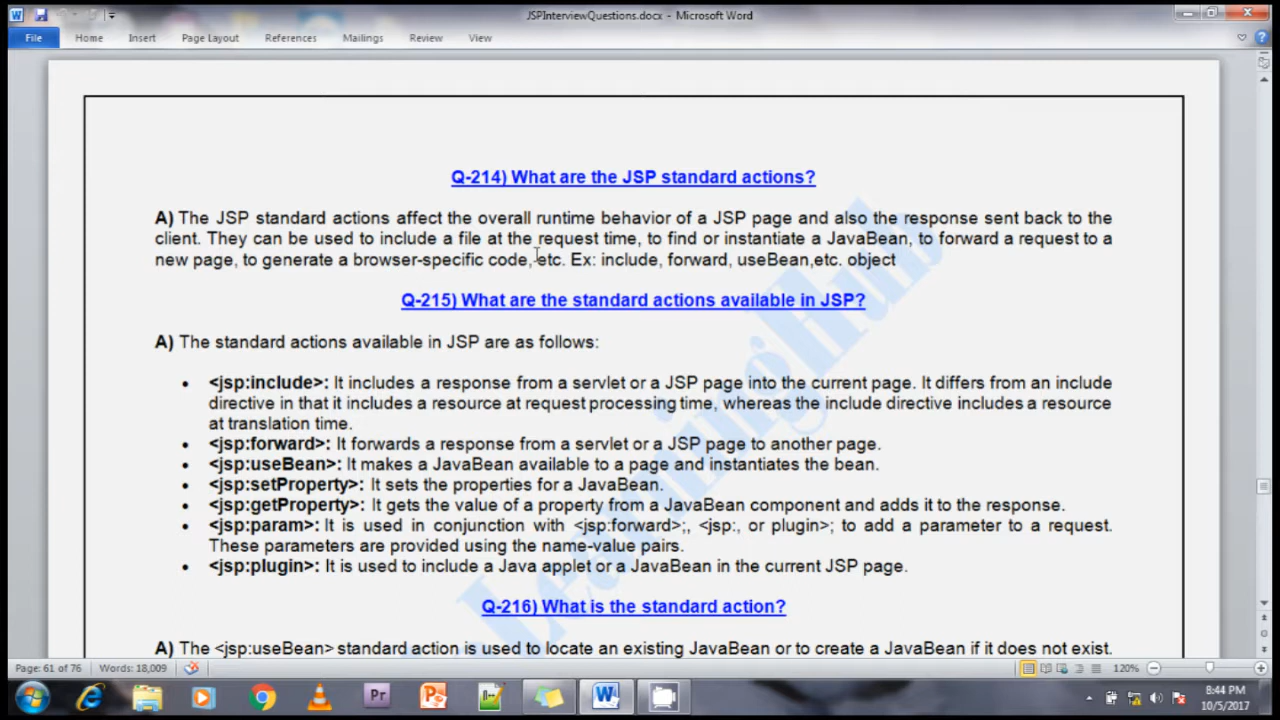 JSPInterviewQuestions.docx - Microsoft Word
File Home Insert Page Layout References Mailings Review View
Q-214) What are the JSP standard actions?
A) The JSP standard actions affect the overall runtime behavior of a JSP page and also the response sent back to the
client. They can be used to include a file at the request time, to find or instantiate a JavaBean, to forward a request to a
new page, to generate a browser-specific code, etc. Ex: include, forward, useBean,etc. object
Q-215) What are the standard actions available in JSP?
A) The standard actions available in JSP are as follows:
• <jsp:include>: It includes a response from a servlet or a JSP page into the current page. It differs from an include
directive in that it includes a resource at request processing time, whereas the include directive includes a resource
at translation time.
• <jsp:forward>: It forwards a response from a servlet or a JSP page to another page.
• <jsp:useBean>: It makes a JavaBean available to a page and instantiates the bean.
• <jsp:setProperty>: It sets the properties for a JavaBean.
• <jsp:getProperty>: It gets the value of a property from a JavaBean component and adds it to the response.
• <jsp:param>: It is used in conjunction with <jsp:forward>;, <jsp:, or plugin>; to add a parameter to a request.
These parameters are provided using the name-value pairs.
• <jsp:plugin>: It is used to include a Java applet or a JavaBean in the current JSP page.
Q-216) What is the standard action?
A) The <jsp:useBean> standard action is used to locate an existing JavaBean or to create a JavaBean if it does not exist.
LearningHub
Page: 61 of 76 Words: 18,009 120%
Pr
8:44 PM
10/5/2017